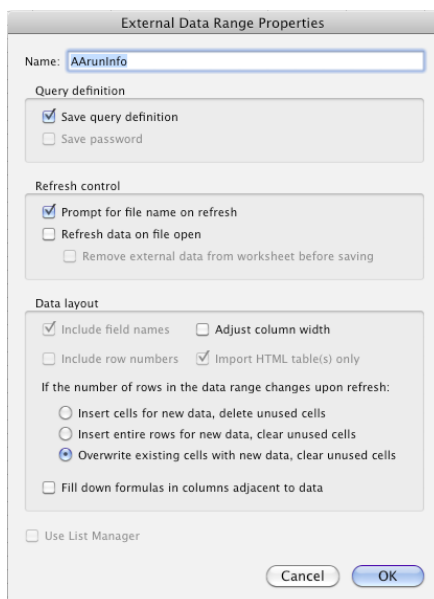 External Data Range Properties
Name: AArunInfo
Query definition
Save query definition
Save password
Refresh control
Prompt for file name on refresh
Refresh data on file open
Remove external data from worksheet before saving
Data layout
Include field names Adjust column width
Include row numbers Import HTML table(s) only
If the number of rows in the data range changes upon refresh:
Insert cells for new data, delete unused cells
Insert entire rows for new data, clear unused cells
Overwrite existing cells with new data, clear unused cells
Fill down formulas in columns adjacent to data
Use List Manager
Cancel OK